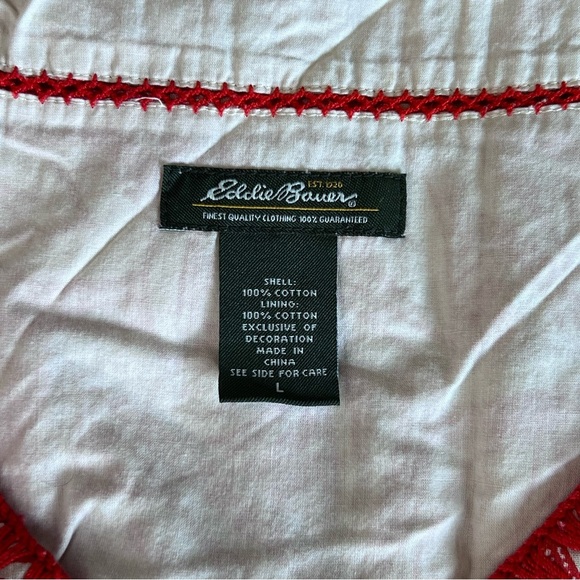 EST. 1920
Eddie Bauer®
FINEST QUALITY CLOTHING 100% GUARANTEED
SHELL:
100% COTTON
LINING:
100% COTTON
EXCLUSIVE OF
DECORATION
MADE IN
CHINA
SEE SIDE FOR CARE
L